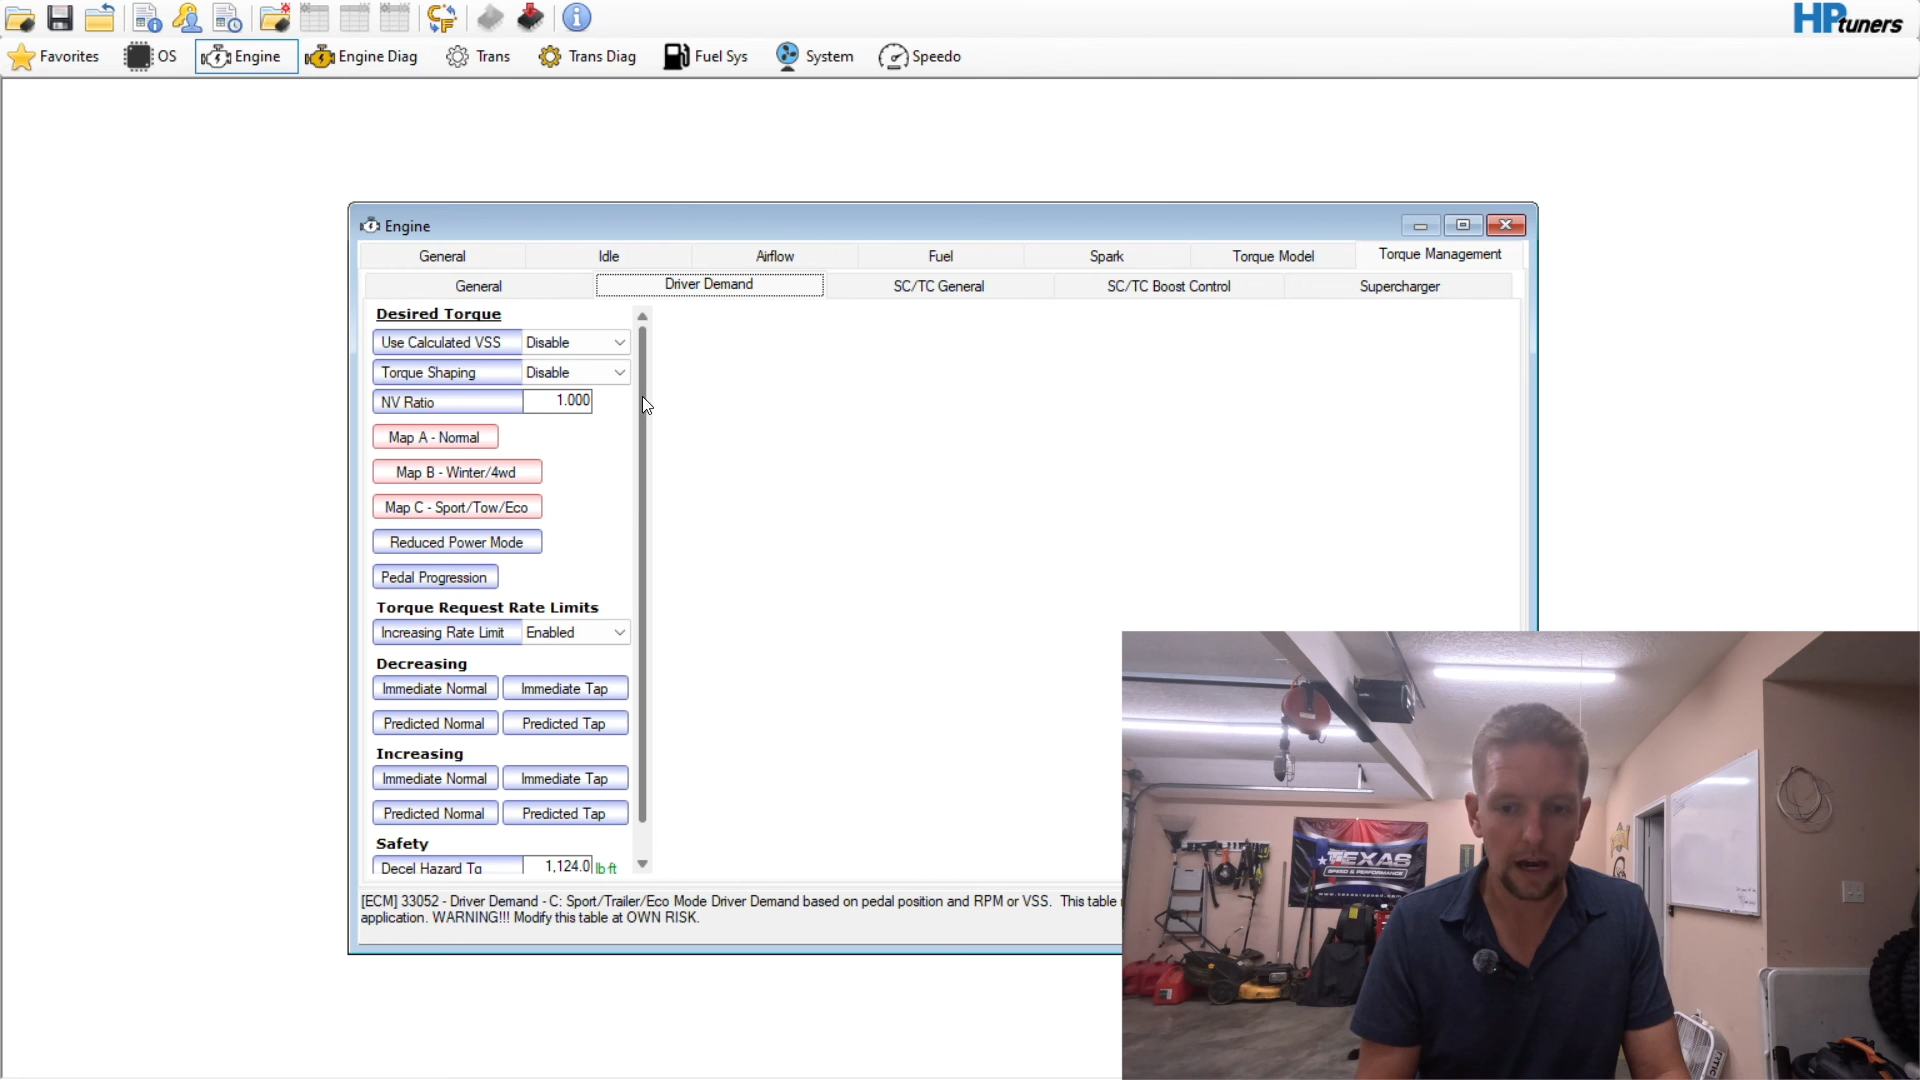 HPtuners
Favorites OS Engine Engine Diag Trans Trans Diag Fuel Sys System Speedo
Engine
General Idle Airflow Fuel Spark Torque Model Torque Management
General Driver Demand SC/TC General SC/TC Boost Control Supercharger
Desired Torque
Use Calculated VSS Disable
Torque Shaping Disable
NV Ratio 1.000
Map A - Normal
Map B - Winter/4wd
Map C - Sport/Tow/Eco
Reduced Power Mode
Pedal Progression
Torque Request Rate Limits
Increasing Rate Limit Enabled
Decreasing
Immediate Normal Immediate Tap
Predicted Normal Predicted Tap
Increasing
Immediate Normal Immediate Tap
Predicted Normal Predicted Tap
Safety
Decel Hazard Tq 1,124.0 lb ft
[ECM] 33052 - Driver Demand - C: Sport/Trailer/Eco Mode Driver Demand based on pedal position and RPM or VSS. This table
application. WARNING!!! Modify this table at OWN RISK.
TEXAS
SPEED & PERFORMANCE